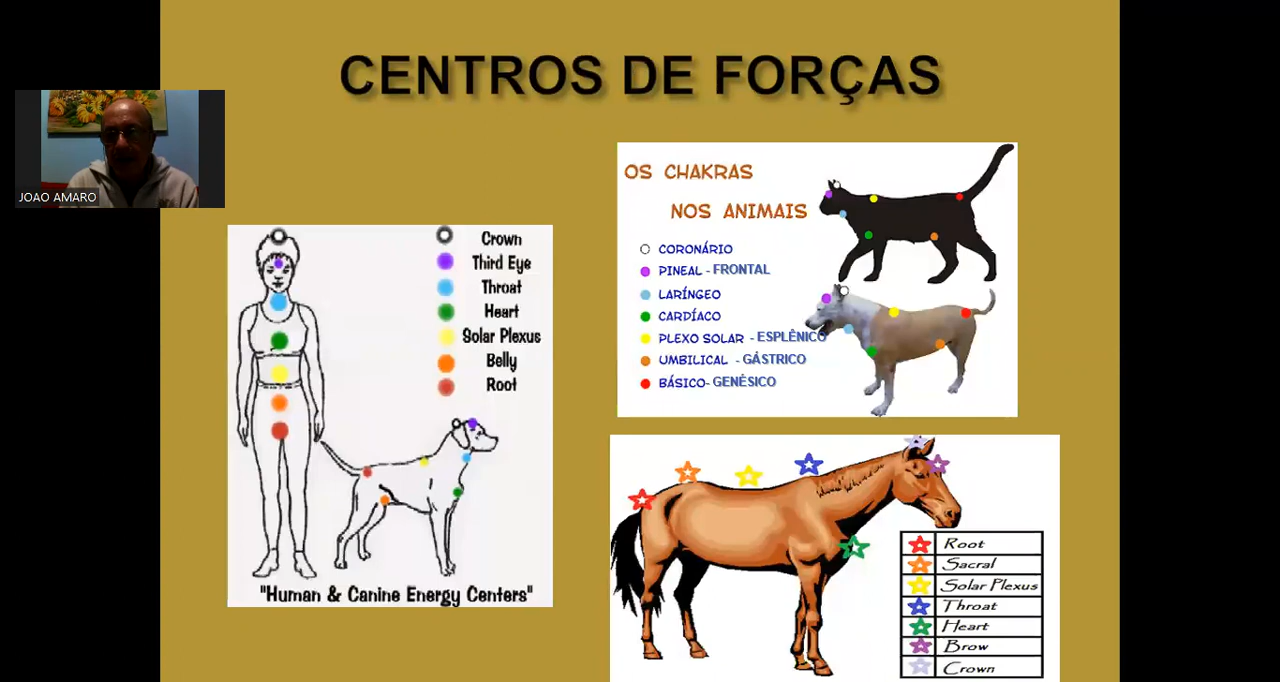 CENTROS DE FORÇAS
JOAO AMARO
Crown
Third Eye
Throat
Heart
Solar Plexus
Belly
Root
"Human & Canine Energy Centers"
OS CHAKRAS
NOS ANIMAIS
CORONÁRIO
PINEAL - FRONTAL
LARÍNGEO
CARDÍACO
PLEXO SOLAR - ESPLÊNICO
UMBILICAL - GÁSTRICO
BÁSICO- GENÉSICO
Root
Sacral
Solar Plexus
Throat
Heart
Brow
Crown